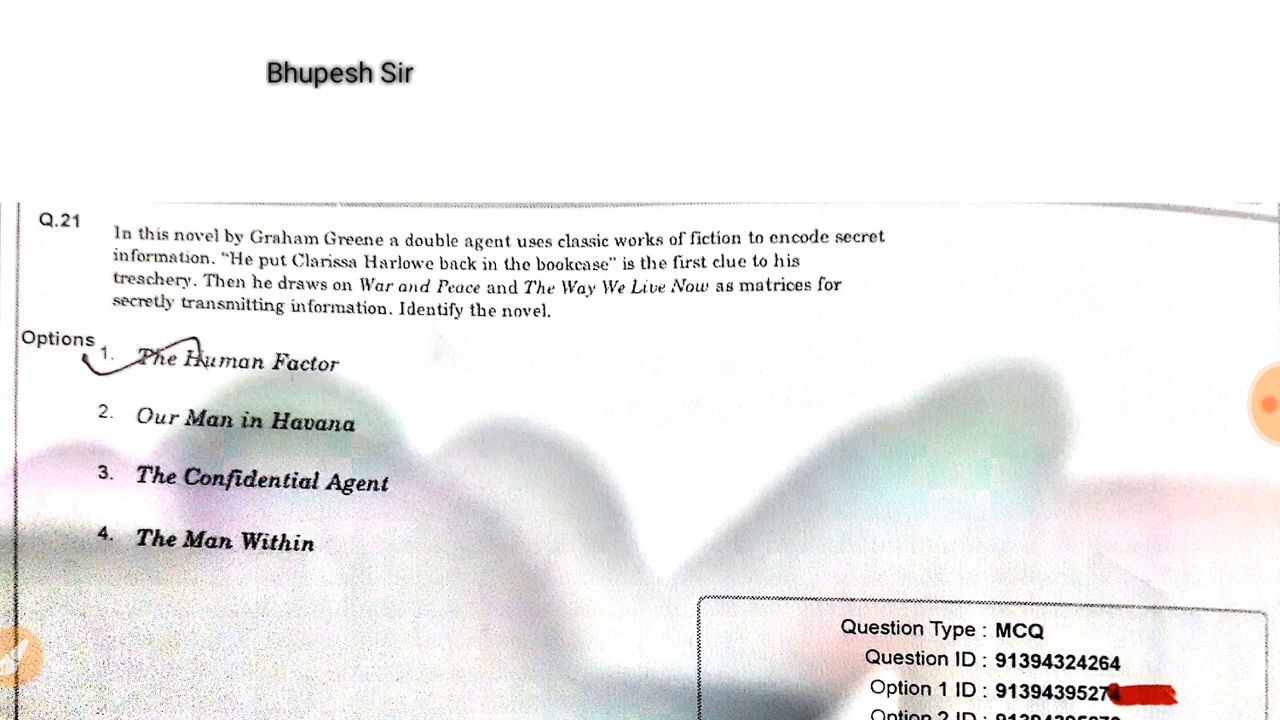 Bhupesh Sir
Q.21
In this novel by Graham Greene a double agent uses classic works of fiction to encode secret
information. "He put Clarissa Harlowe back in the bookcase" is the first clue to his
treachery. Then he draws on War and Peace and The Way We Live Now as matrices for
secretly transmitting information. Identify the novel.
Options
1. The Human Factor
2. Our Man in Havana
3. The Confidential Agent
4. The Man Within
Question Type : MCQ
Question ID : 91394324264
Option 1 ID :
Option 2 ID :